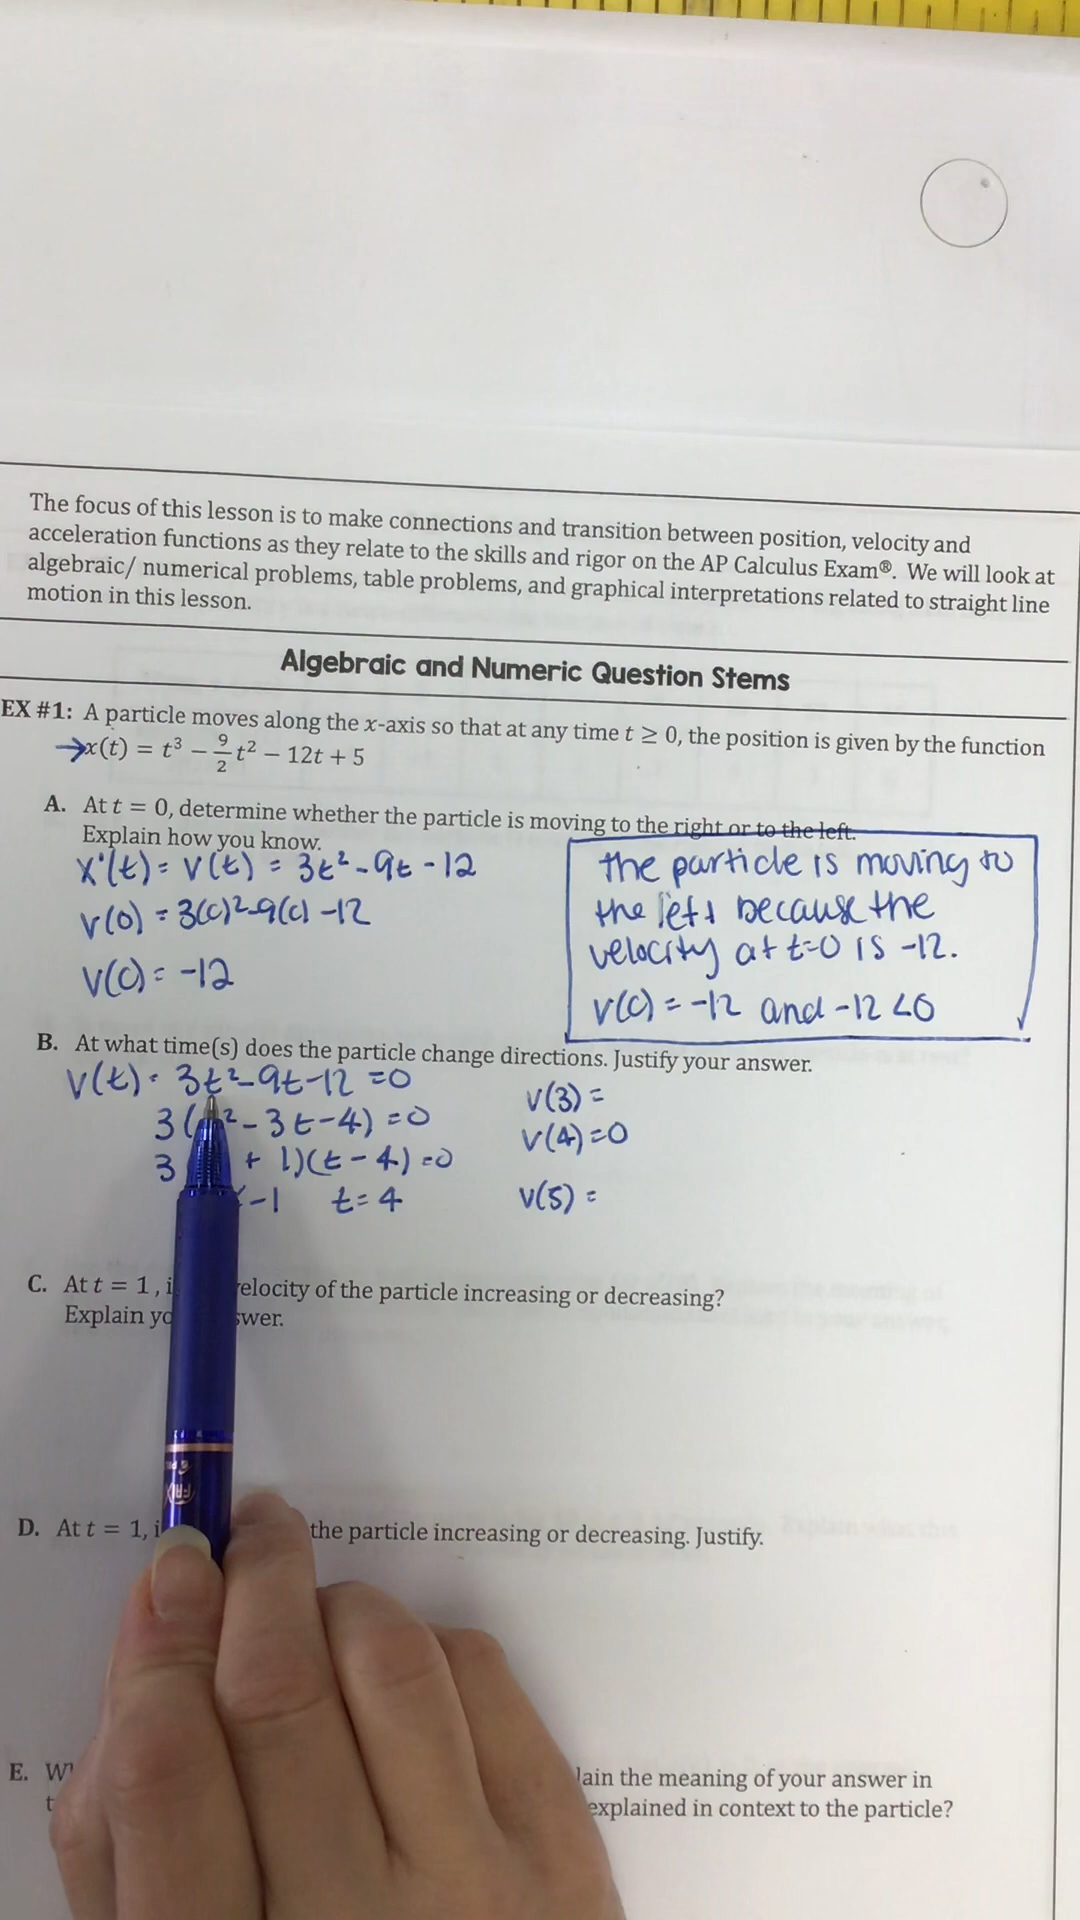 The focus of this lesson is to make connections and transition between position, velocity and
acceleration functions as they relate to the skills and rigor on the AP Calculus Exam®. We will look at
algebraic/ numerical problems, table problems, and graphical interpretations related to straight line
motion in this lesson.
Algebraic and Numeric Question Stems
EX #1: A particle moves along the x-axis so that at any time t ≥ 0, the position is given by the function
→x(t) = t³ − 9/2 t² − 12t + 5
A. At t = 0, determine whether the particle is moving to the right or to the left.
Explain how you know.
x'(t) = v(t) = 3t² - 9t - 12
v(0) = 3(0)² - 9(0) - 12
v(0) = -12
the particle is moving to
the left because the
velocity at t=0 is -12.
v(0) = -12 and -12 < 0
B. At what time(s) does the particle change directions. Justify your answer.
v(t) = 3t² - 9t - 12 = 0
3( ² - 3t - 4) = 0
3 + 1)(t - 4) = 0
-1 t = 4
v(3) =
v(4) = 0
v(5) =
C. At t = 1, elocity of the particle increasing or decreasing?
Explain yo swer.
D. At t = 1, i the particle increasing or decreasing. Justify.
E. W lain the meaning of your answer in
t explained in context to the particle?